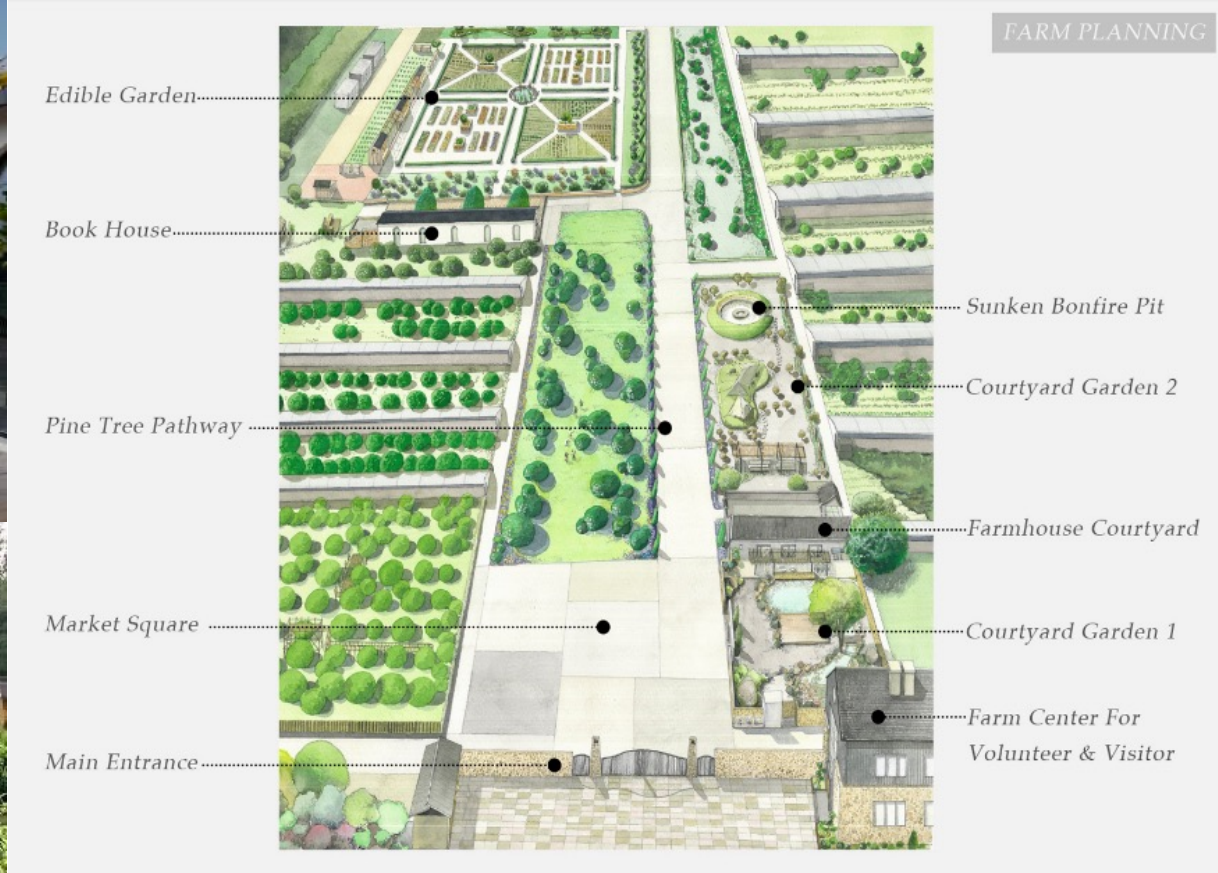 FARM PLANNING
Edible Garden
Book House
Pine Tree Pathway
Market Square
Main Entrance
Sunken Bonfire Pit
Courtyard Garden 2
Farmhouse Courtyard
Courtyard Garden 1
Farm Center For
Volunteer & Visitor